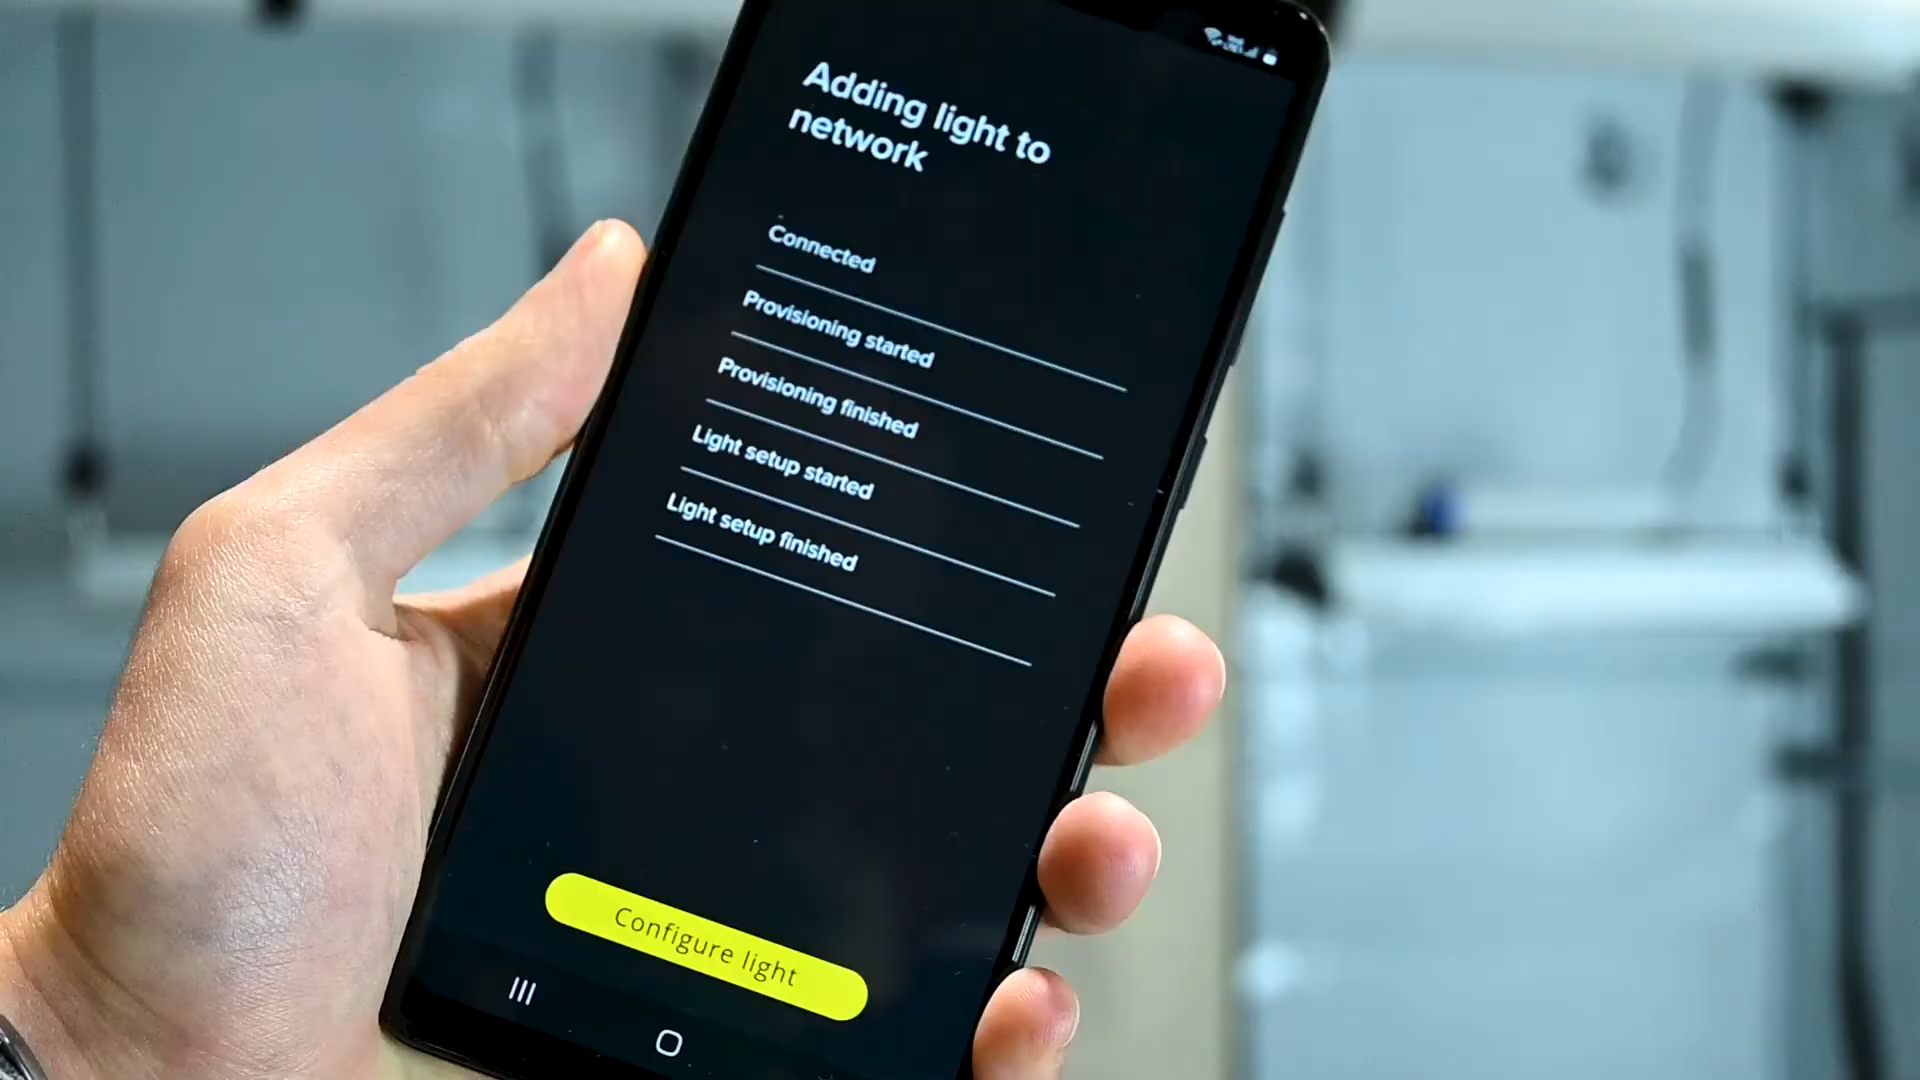 Adding light to
network
Connected
Provisioning started
Provisioning finished
Light setup started
Light setup finished
Configure light